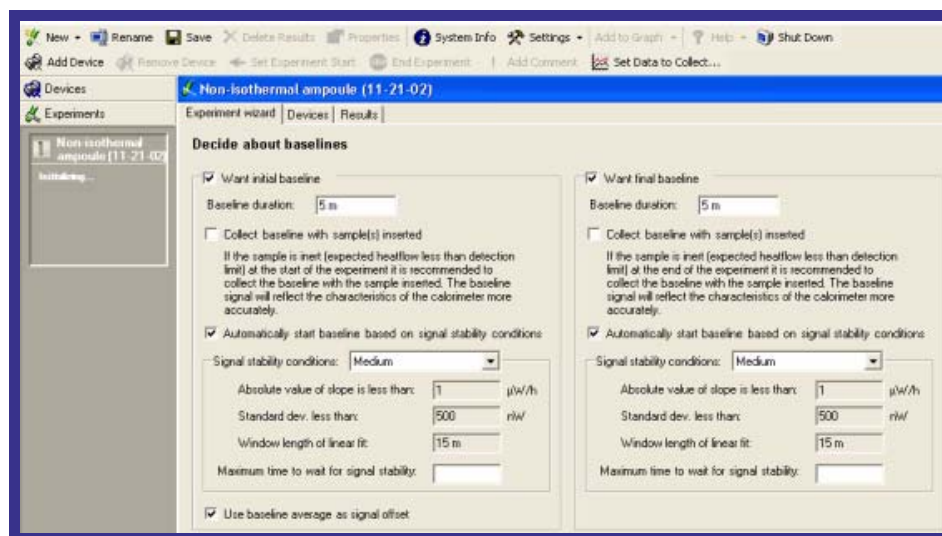 New Rename Save Delete Results Properties System Info Settings Add to Graph Help Shut Down
Add Device Remove Device Set Experiment Start End Experiment Add Comment Set Data to Collect...
Devices
Non-isothermal ampoule (11-21-02)
Experiments
Experiment wizard Devices Results
1 Non-isothermal
ampoule (11-21-02)
Initializing...
Decide about baselines
Want initial baseline
Baseline duration: 5 m
Collect baseline with sample(s) inserted
If the sample is inert (expected heatflow less than detection
limit) at the start of the experiment it is recommended to
collect the baseline with the sample inserted. The baseline
signal will reflect the characteristics of the calorimeter more
accurately.
Automatically start baseline based on signal stability conditions
Signal stability conditions: Medium
Absolute value of slope is less than: 1 µW/h
Standard dev. less than: 500 nW
Window length of linear fit: 15 m
Maximum time to wait for signal stability:
Use baseline average as signal offset
Want final baseline
Baseline duration: 5 m
Collect baseline with sample(s) inserted
If the sample is inert (expected heatflow less than detection
limit) at the end of the experiment it is recommended to
collect the baseline with the sample inserted. The baseline
signal will reflect the characteristics of the calorimeter more
accurately.
Automatically start baseline based on signal stability conditions
Signal stability conditions: Medium
Absolute value of slope is less than: 1 µW/h
Standard dev. less than: 500 nW
Window length of linear fit: 15 m
Maximum time to wait for signal stability: